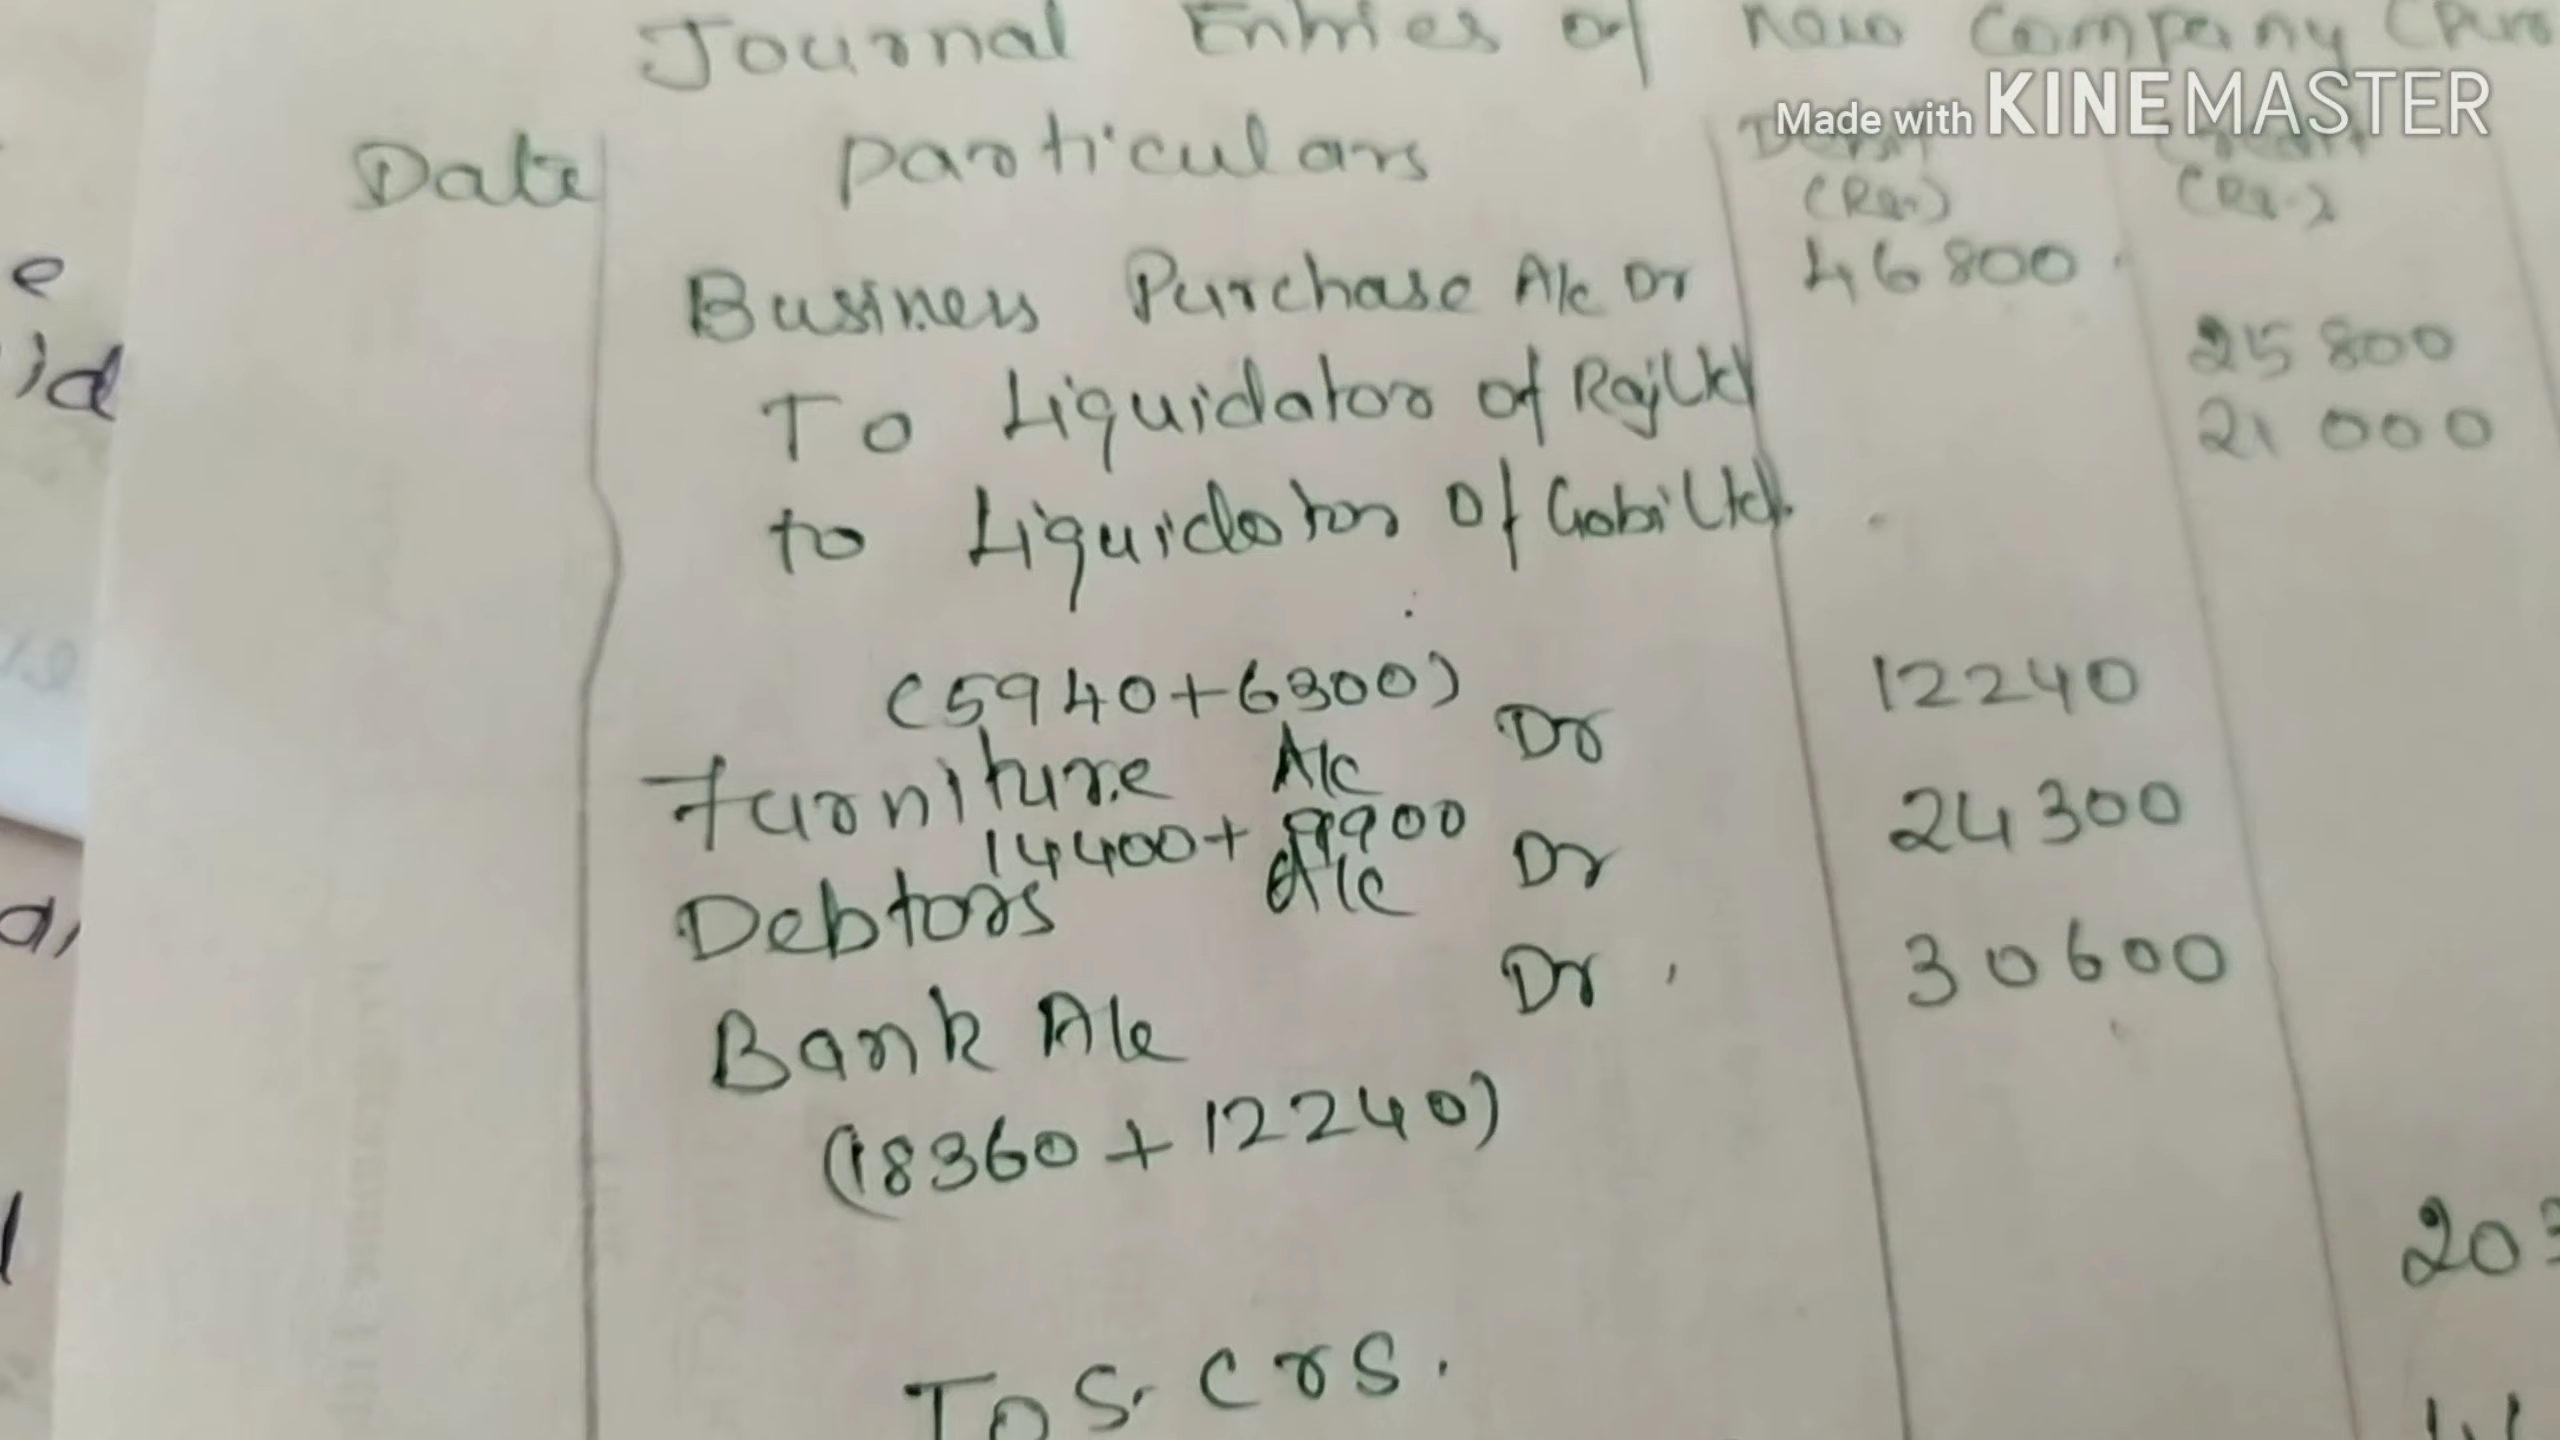 Journal Entries of New Company
Made with KINEMASTER
Date Particulars
(Rs.) (Rs.)
Business Purchase A/c Dr 46800
To Liquidator of Raj Ltd 25800
to Liquidator of Gobi Ltd. 21000
(5940+6300) 12240
Furniture A/c Dr
14400+9900 24300
Debtors A/c Dr
Bank A/c Dr 30600
(18360+12240)
To S. Crs.